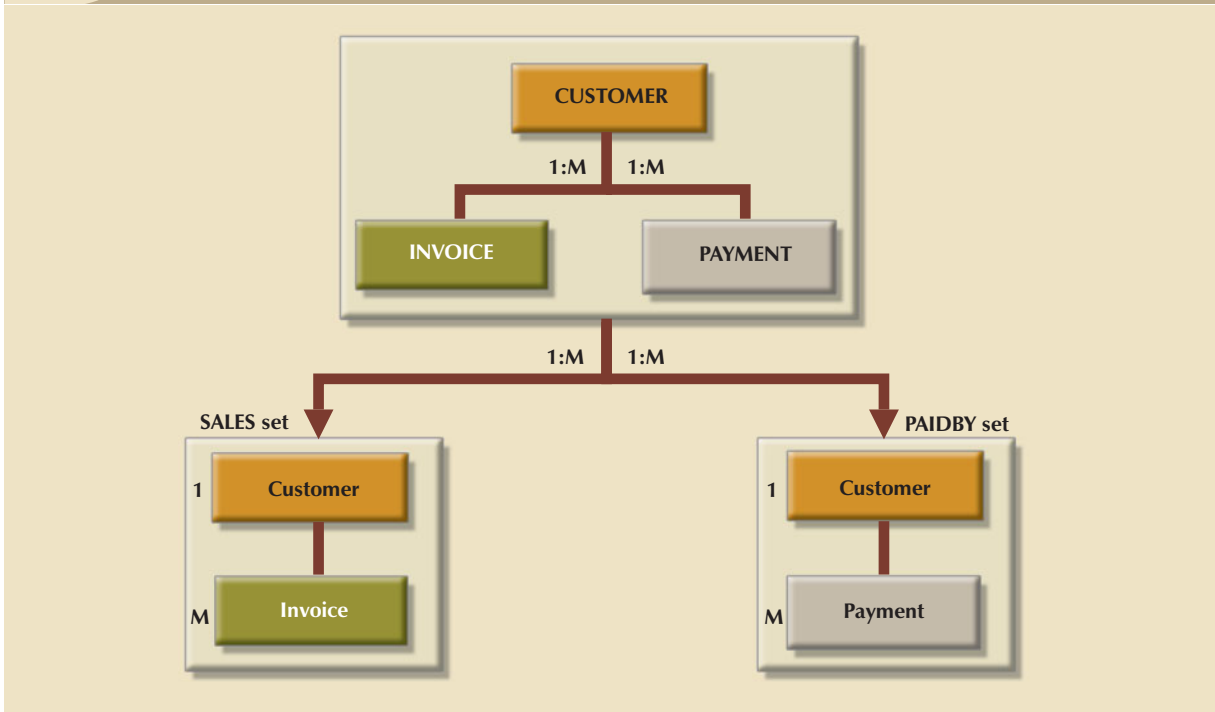 CUSTOMER
1:M 1:M
INVOICE PAYMENT
1:M 1:M
SALES set PAIDBY set
1 Customer 1 Customer
M Invoice M Payment